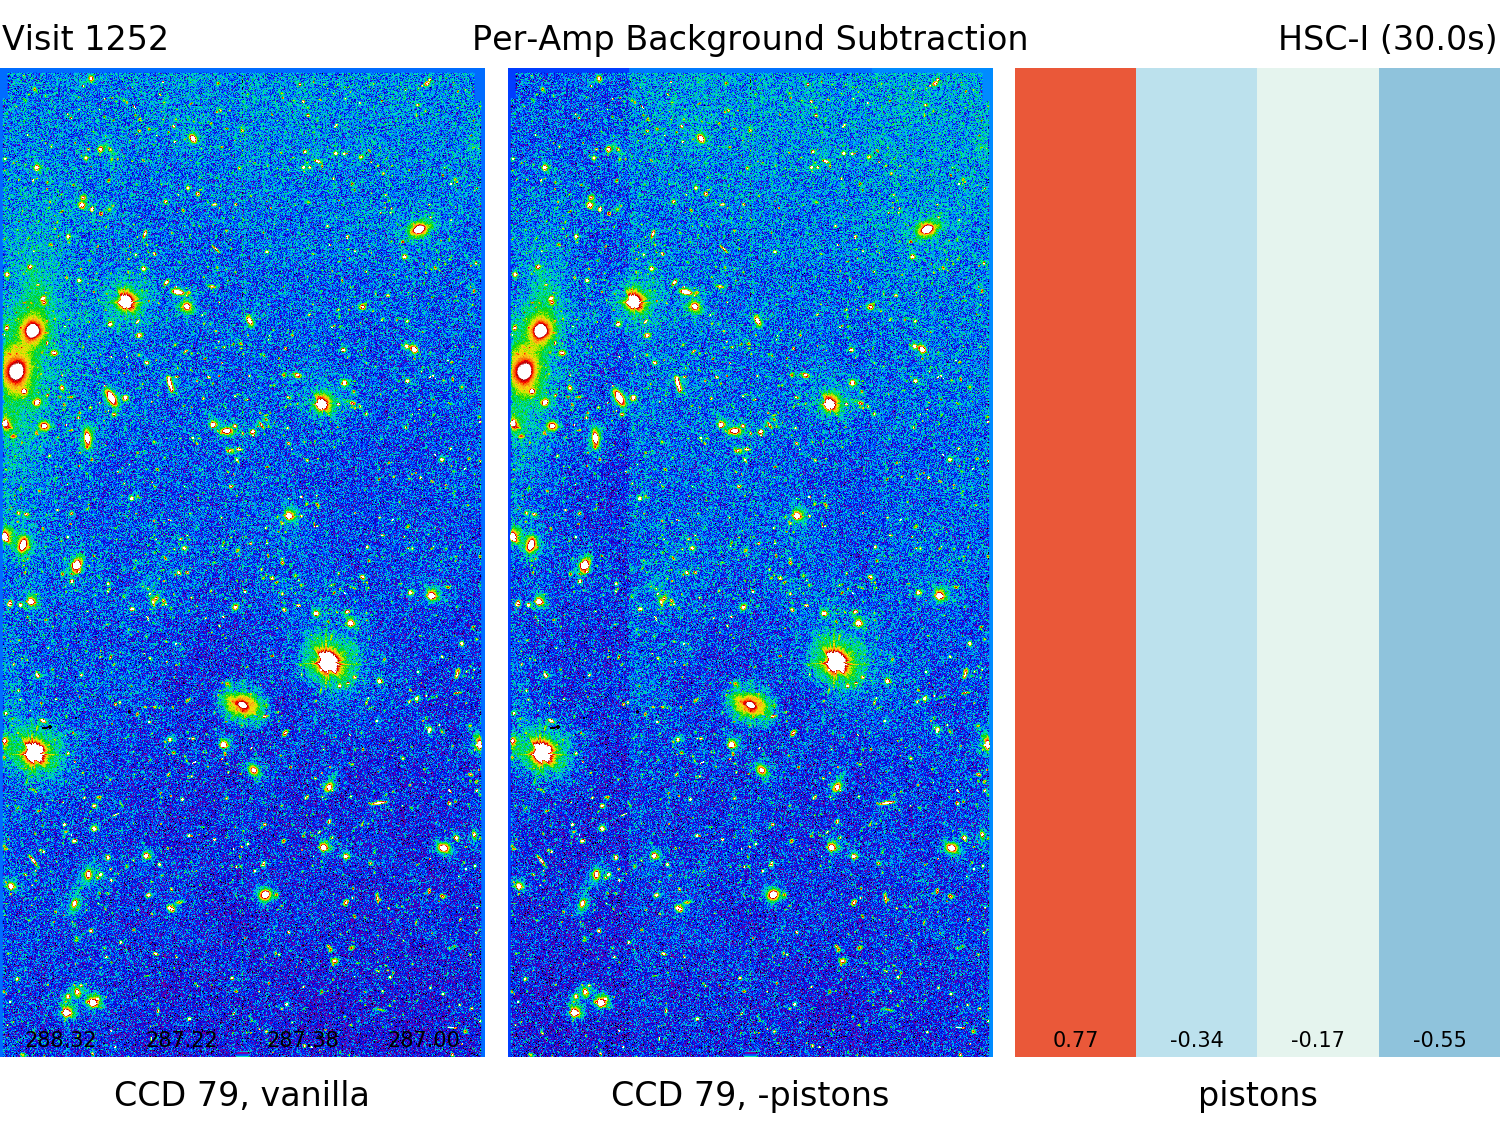 Visit 1252 Per-Amp Background Subtraction HSC-I (30.0s)
288.32 287.22 287.38 287.00 0.77 -0.34 -0.17 -0.55
CCD 79, vanilla CCD 79, -pistons pistons